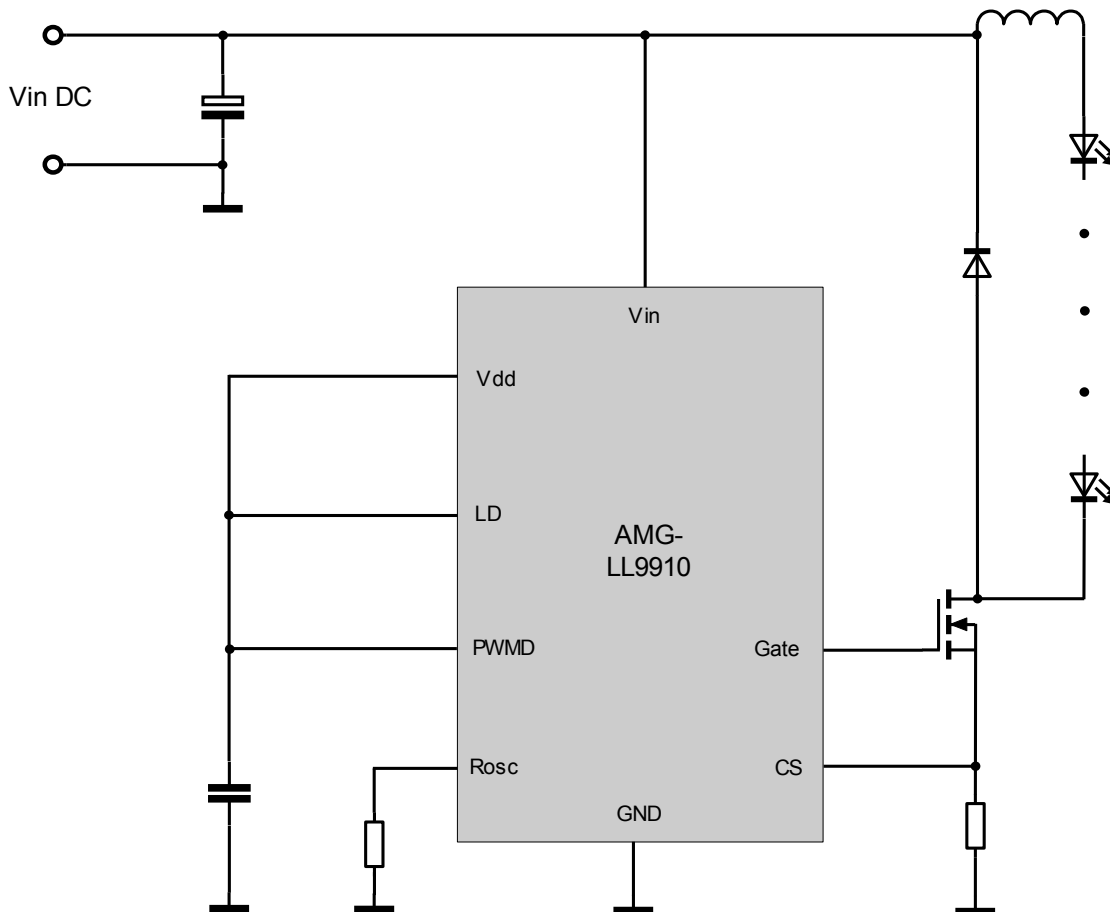 Vin DC
Vin
Vdd
LD
AMG-
LL9910
PWMD
Gate
Rosc
CS
GND